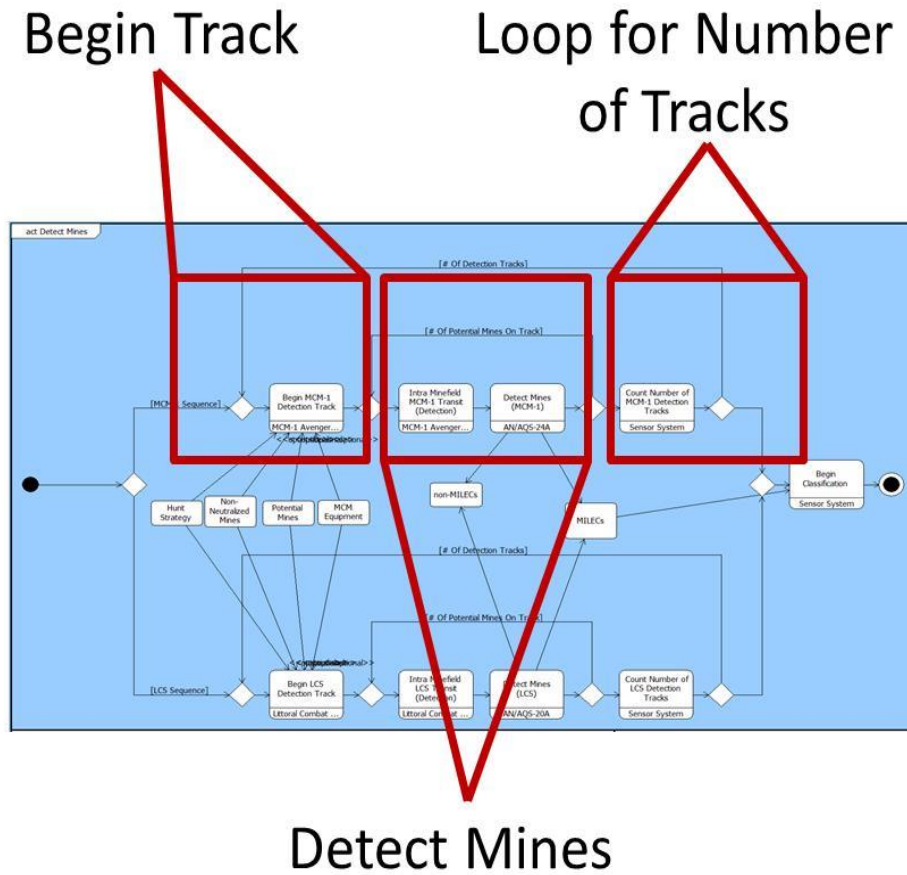 Begin Track
Loop for Number
of Tracks
act Detect Mines
[# Of Detection Tracks]
[# Of Potential Mines On Track]
Begin MCM-1
Detection Track
MCM-1 Avenger...
Intra Minefield
MCM-1 Transit
(Detection)
MCM-1 Avenger...
Detect Mines
(MCM-1)
AN/AQS-24A
Count Number of
MCM-1 Detection
Tracks
Sensor System
Sequence]
Begin
Classification
Sensor System
Hunt
Strategy
Non-
Neutralized
Mines
Potential
Mines
MCM
Equipment
non-MILECs
MILECs
[# Of Detection Tracks]
[# Of Potential Mines On Track]
[LCS Sequence]
Begin LCS
Detection Track
Littoral Combat ...
Intra Minefield
LCS Transit
(Detection)
Littoral Combat ...
Detect Mines
(LCS)
AN/AQS-20A
Count Number of
LCS Detection
Tracks
Sensor System
Detect Mines